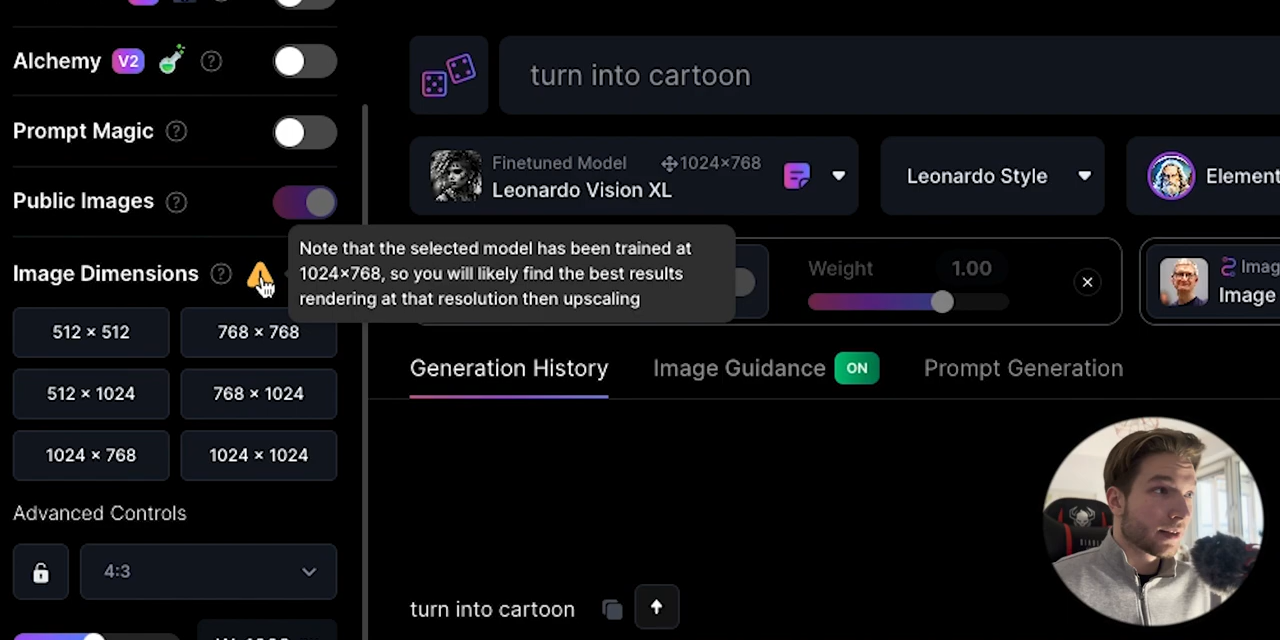 Alchemy V2
Prompt Magic ?
Public Images ?
Image Dimensions ?
512 × 512
768 × 768
512 × 1024
768 × 1024
1024 × 768
1024 × 1024
Advanced Controls
4:3
turn into cartoon
Finetuned Model 1024×768
Leonardo Vision XL
Leonardo Style
Element
Note that the selected model has been trained at
1024×768, so you will likely find the best results
rendering at that resolution then upscaling
Weight 1.00
Imag
Image
Generation History
Image Guidance ON
Prompt Generation
turn into cartoon